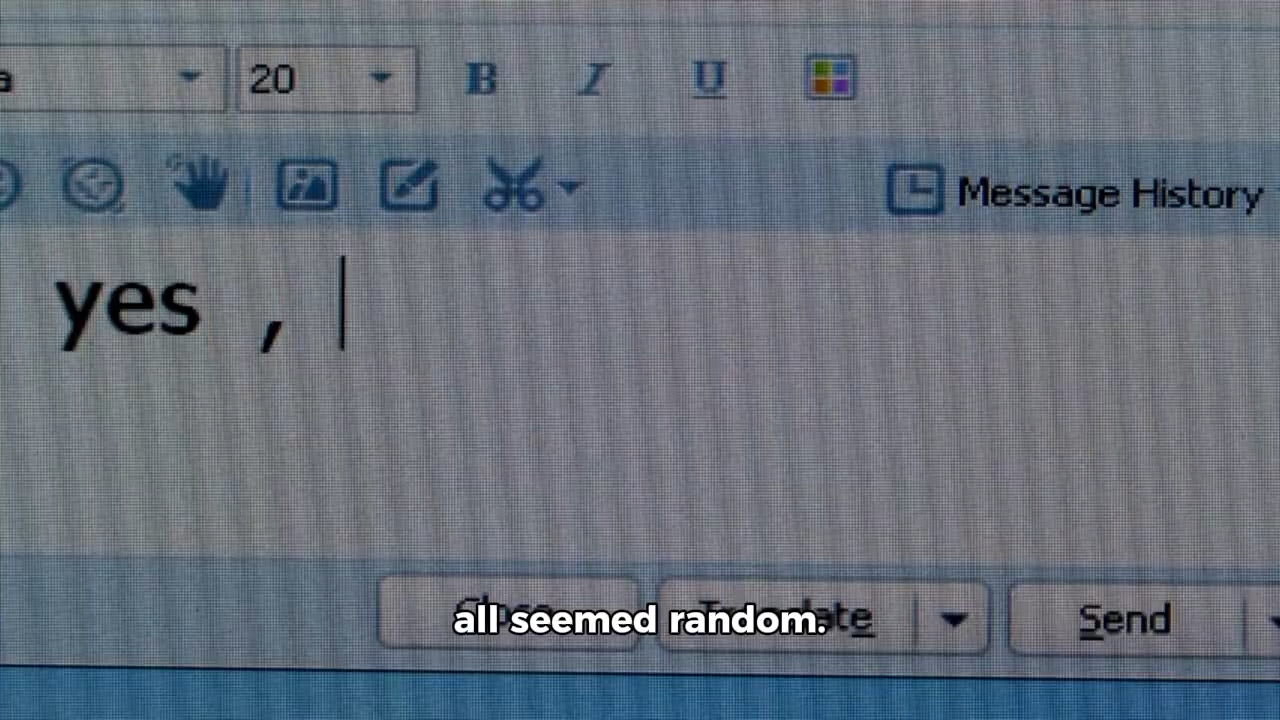 a 20 B I U
Message History
yes , 
Send
all seemed random.